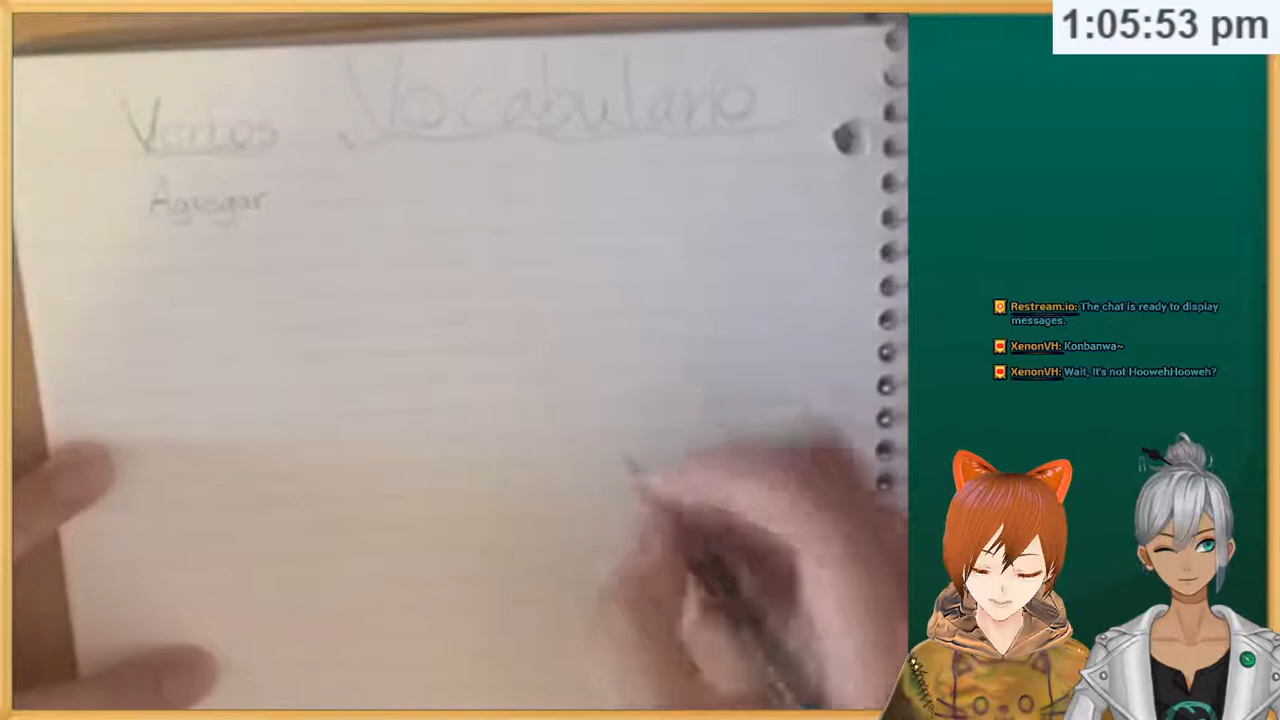 1:05:53 pm
Verbos Vocabulario
Agregar
Restream.io: The chat is ready to display
messages.
XenonVH: Konbanwa~
XenonVH: Wait, It's not HoowehHooweh?